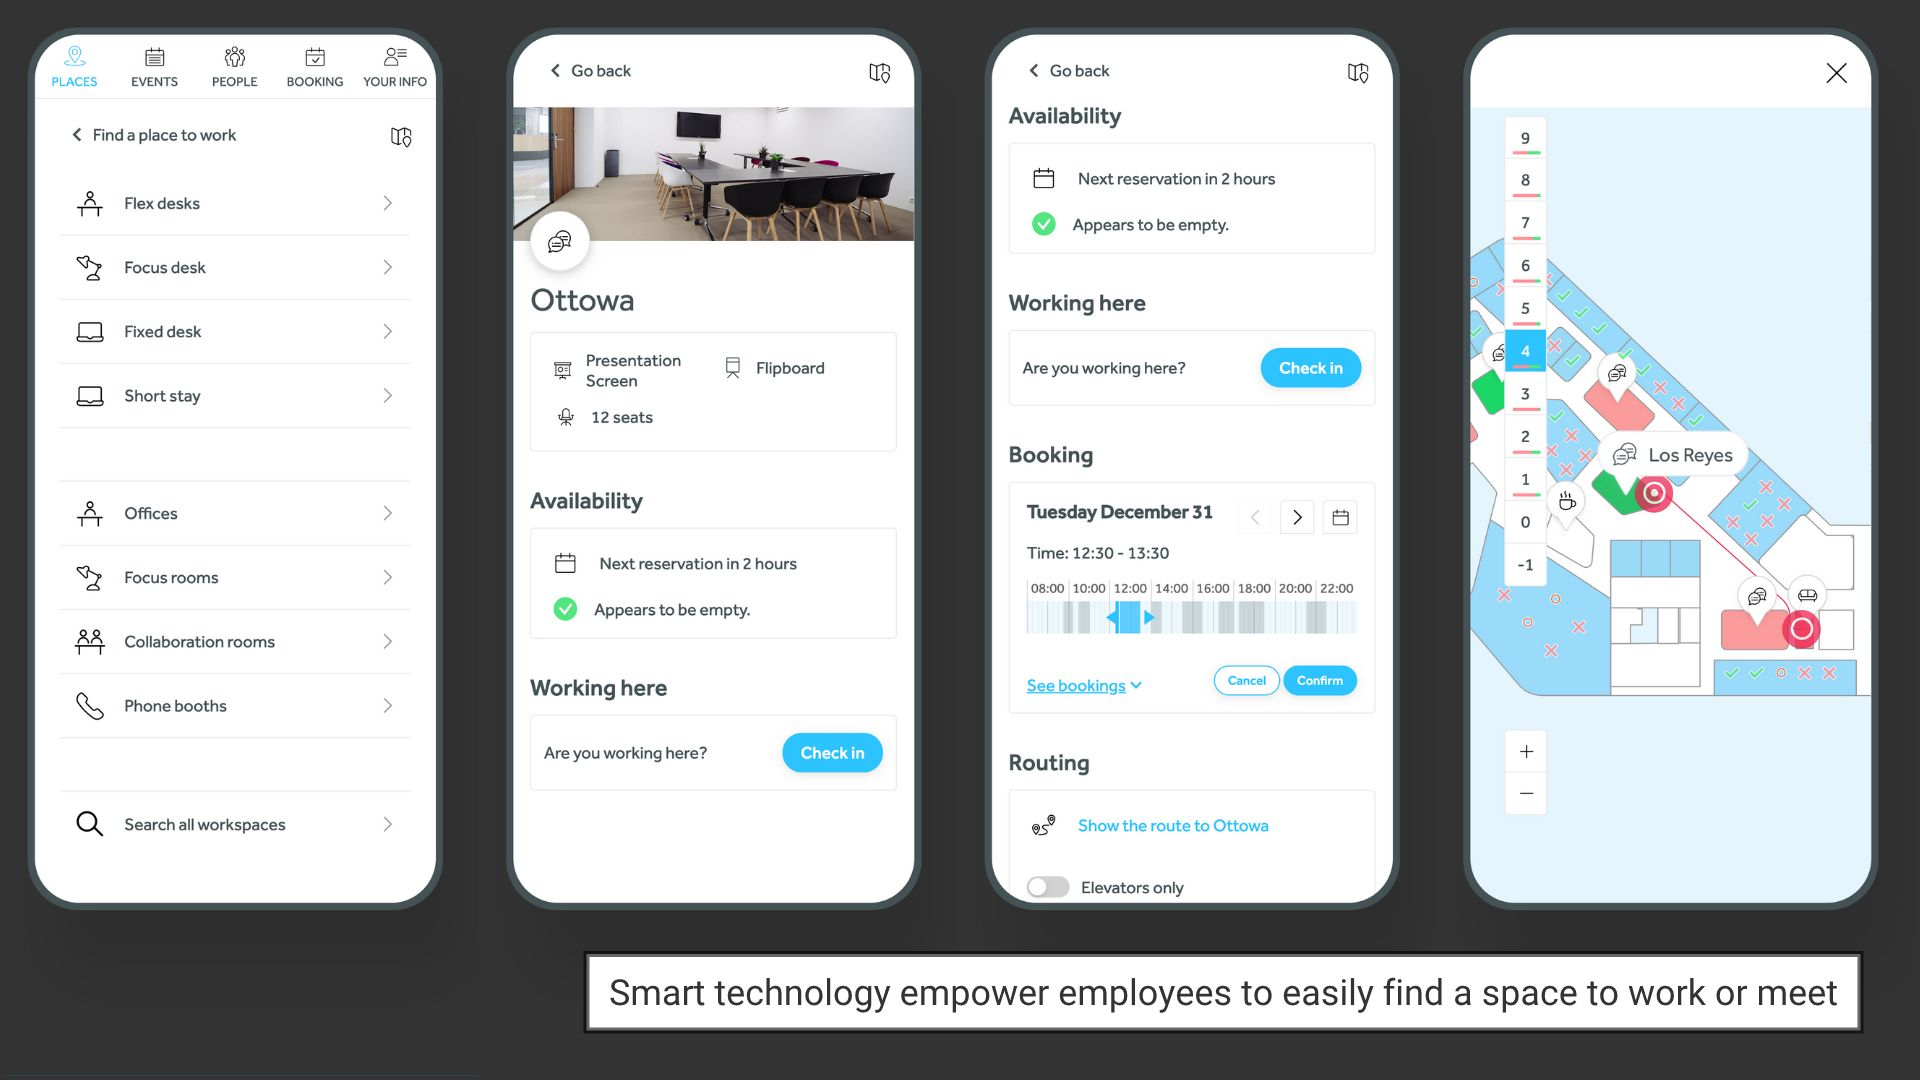 PLACES
EVENTS
PEOPLE
BOOKING
YOUR INFO
Find a place to work
Flex desks
Focus desk
Fixed desk
Short stay
Offices
Focus rooms
Collaboration rooms
Phone booths
Search all workspaces
Go back
Ottowa
Presentation
Screen
Flipboard
12 seats
Availability
Next reservation in 2 hours
Appears to be empty.
Working here
Are you working here?
Check in
Go back
Availability
Next reservation in 2 hours
Appears to be empty.
Working here
Are you working here?
Check in
Booking
Tuesday December 31
Time: 12:30 - 13:30
08:00 10:00 12:00 14:00 16:00 18:00 20:00 22:00
See bookings
Cancel
Confirm
Routing
Show the route to Ottowa
Elevators only
9
8
7
6
5
4
3
2
1
0
-1
Los Reyes
+
−
Smart technology empower employees to easily find a space to work or meet